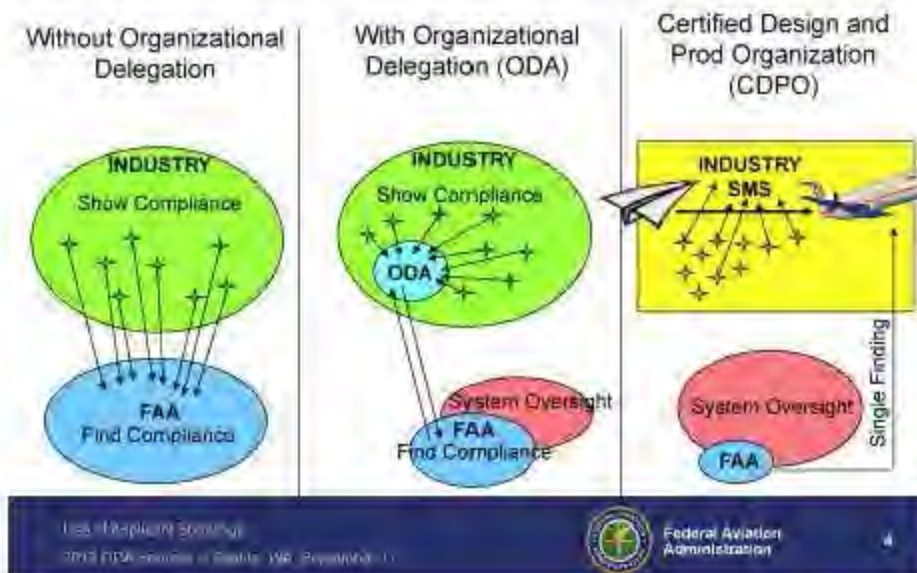 Without Organizational
Delegation
INDUSTRY
Show Compliance
FAA
Find Compliance
With Organizational
Delegation (ODA)
INDUSTRY
Show Compliance
ODA
System Oversight
FAA
Find Compliance
Certified Design and
Prod Organization
(CDPO)
INDUSTRY
SMS
System Oversight
FAA
Single Finding
Federal Aviation
Administration
4